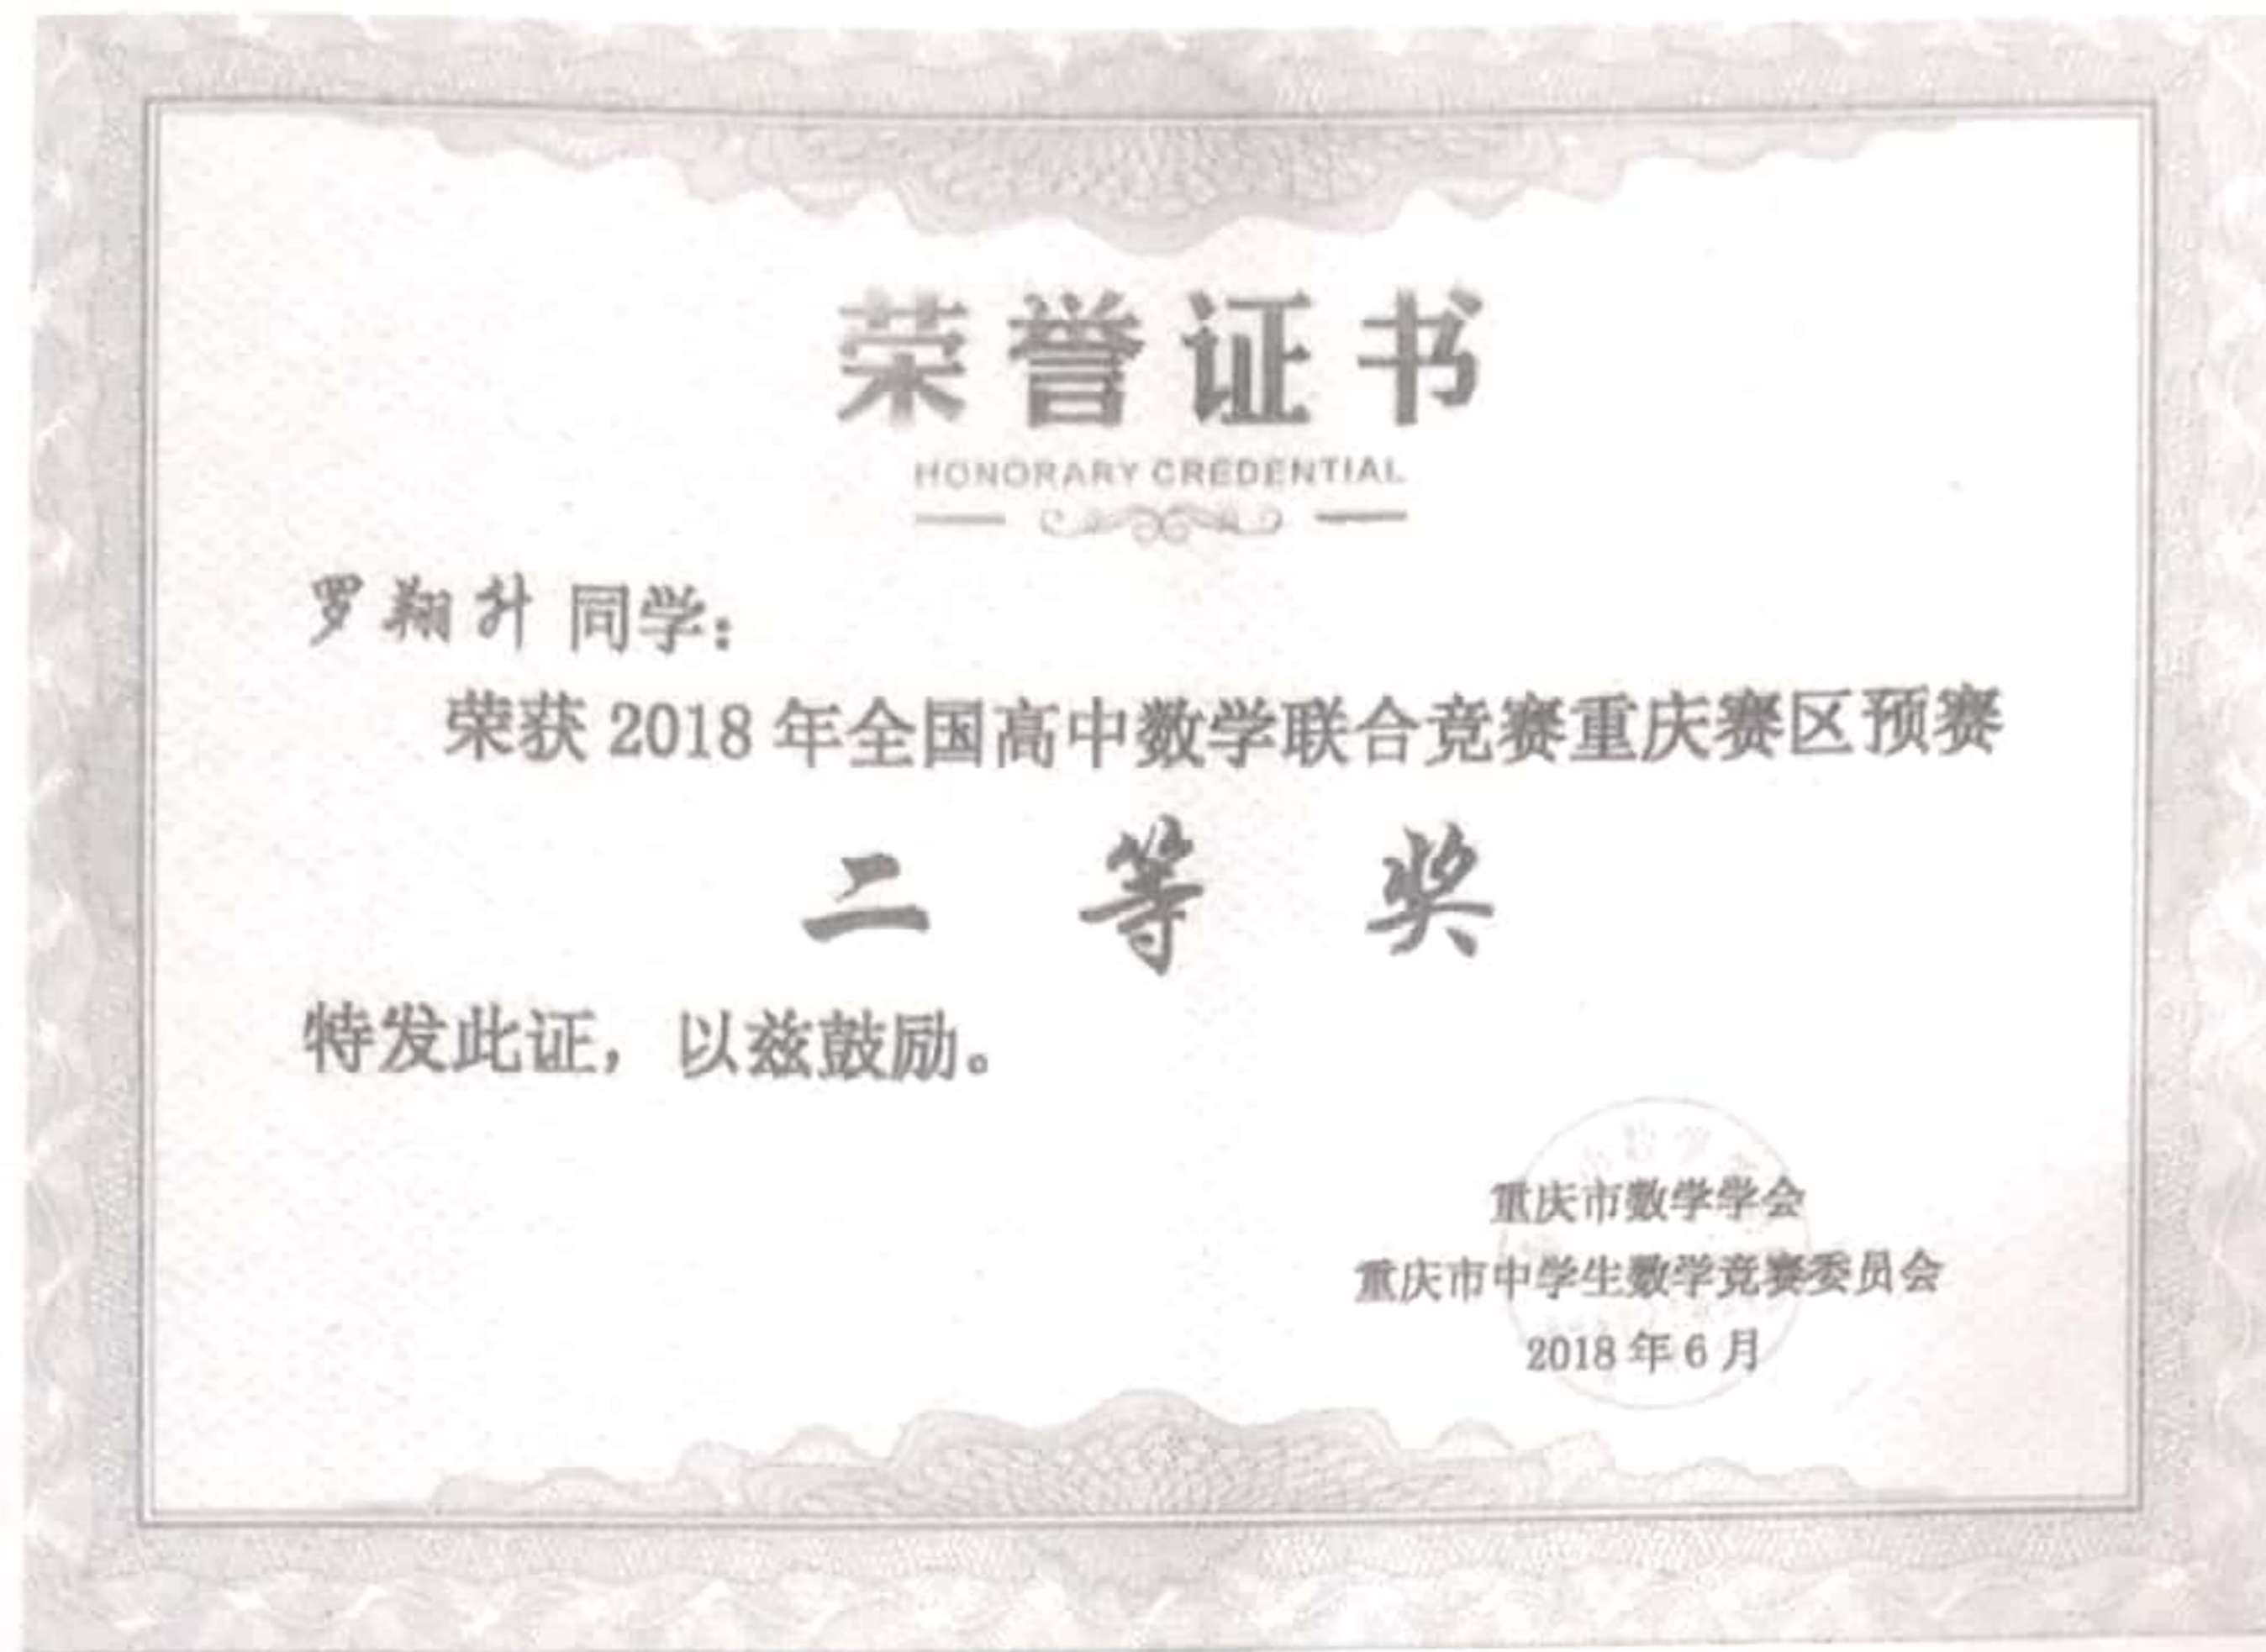 荣誉证书
HONORARY CREDENTIAL
罗翔升 同学：
荣获 2018 年全国高中数学联合竞赛重庆赛区预赛
二 等 奖
特发此证，以兹鼓励。
重庆市数学学会
重庆市中学生数学竞赛委员会
2018 年 6 月